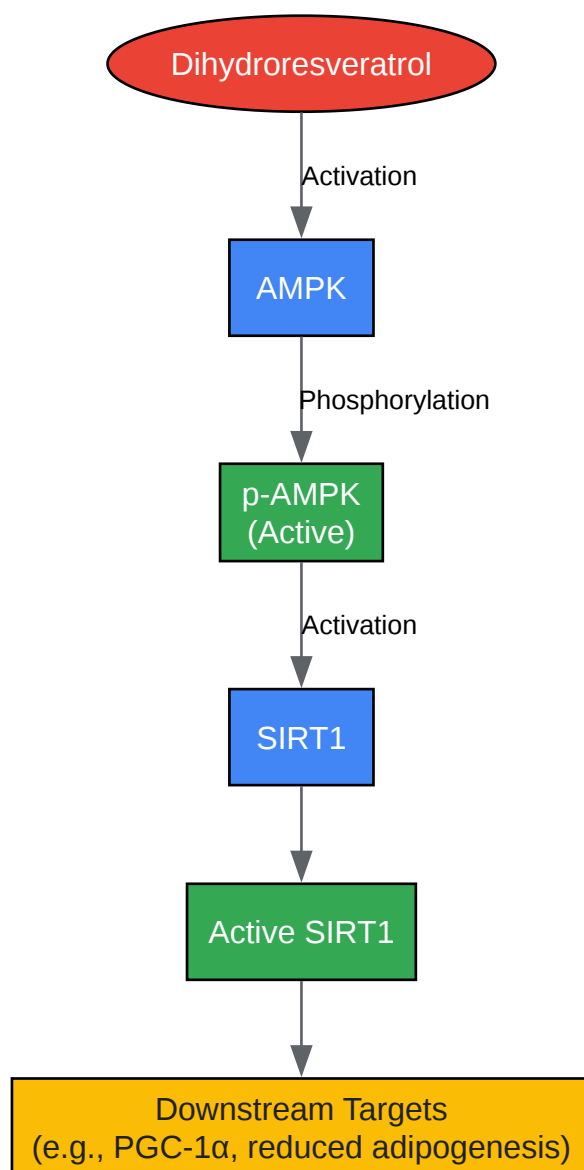 Dihydroresveratrol
Activation
AMPK
Phosphorylation
p-AMPK
(Active)
Activation
SIRT1
Active SIRT1
Downstream Targets
(e.g., PGC-1α, reduced adipogenesis)